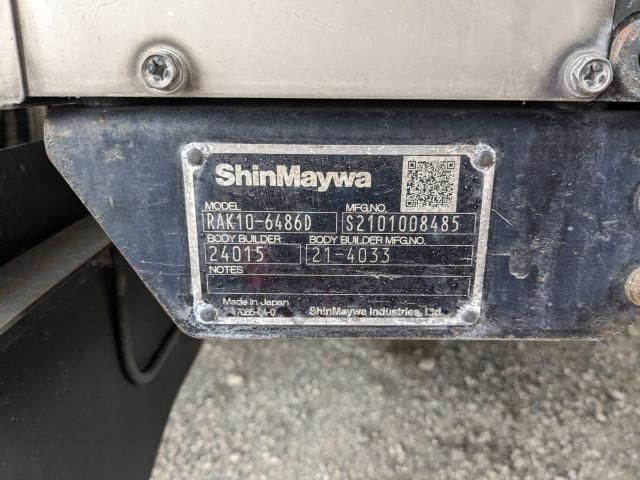 ShinMaywa
MODEL MFG.NO.
RAK10-6486D S2101008485
BODY BUILDER BODY BUILDER MFG.NO.
24015 21-4033
NOTES
Made in Japan
ShinMaywa Industries, Ltd.